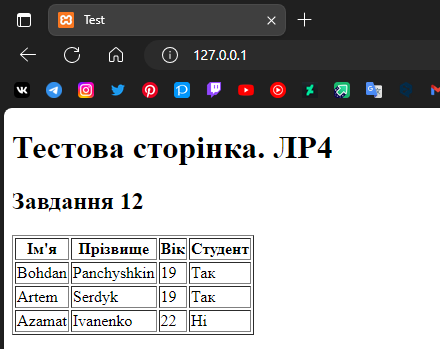 Test
127.0.0.1
Тестова сторінка. ЛР4
Завдання 12
Ім'я Прізвище Вік Студент
Bohdan Panchyshkin 19 Так
Artem Serdyk 19 Так
Azamat Ivanenko 22 Ні